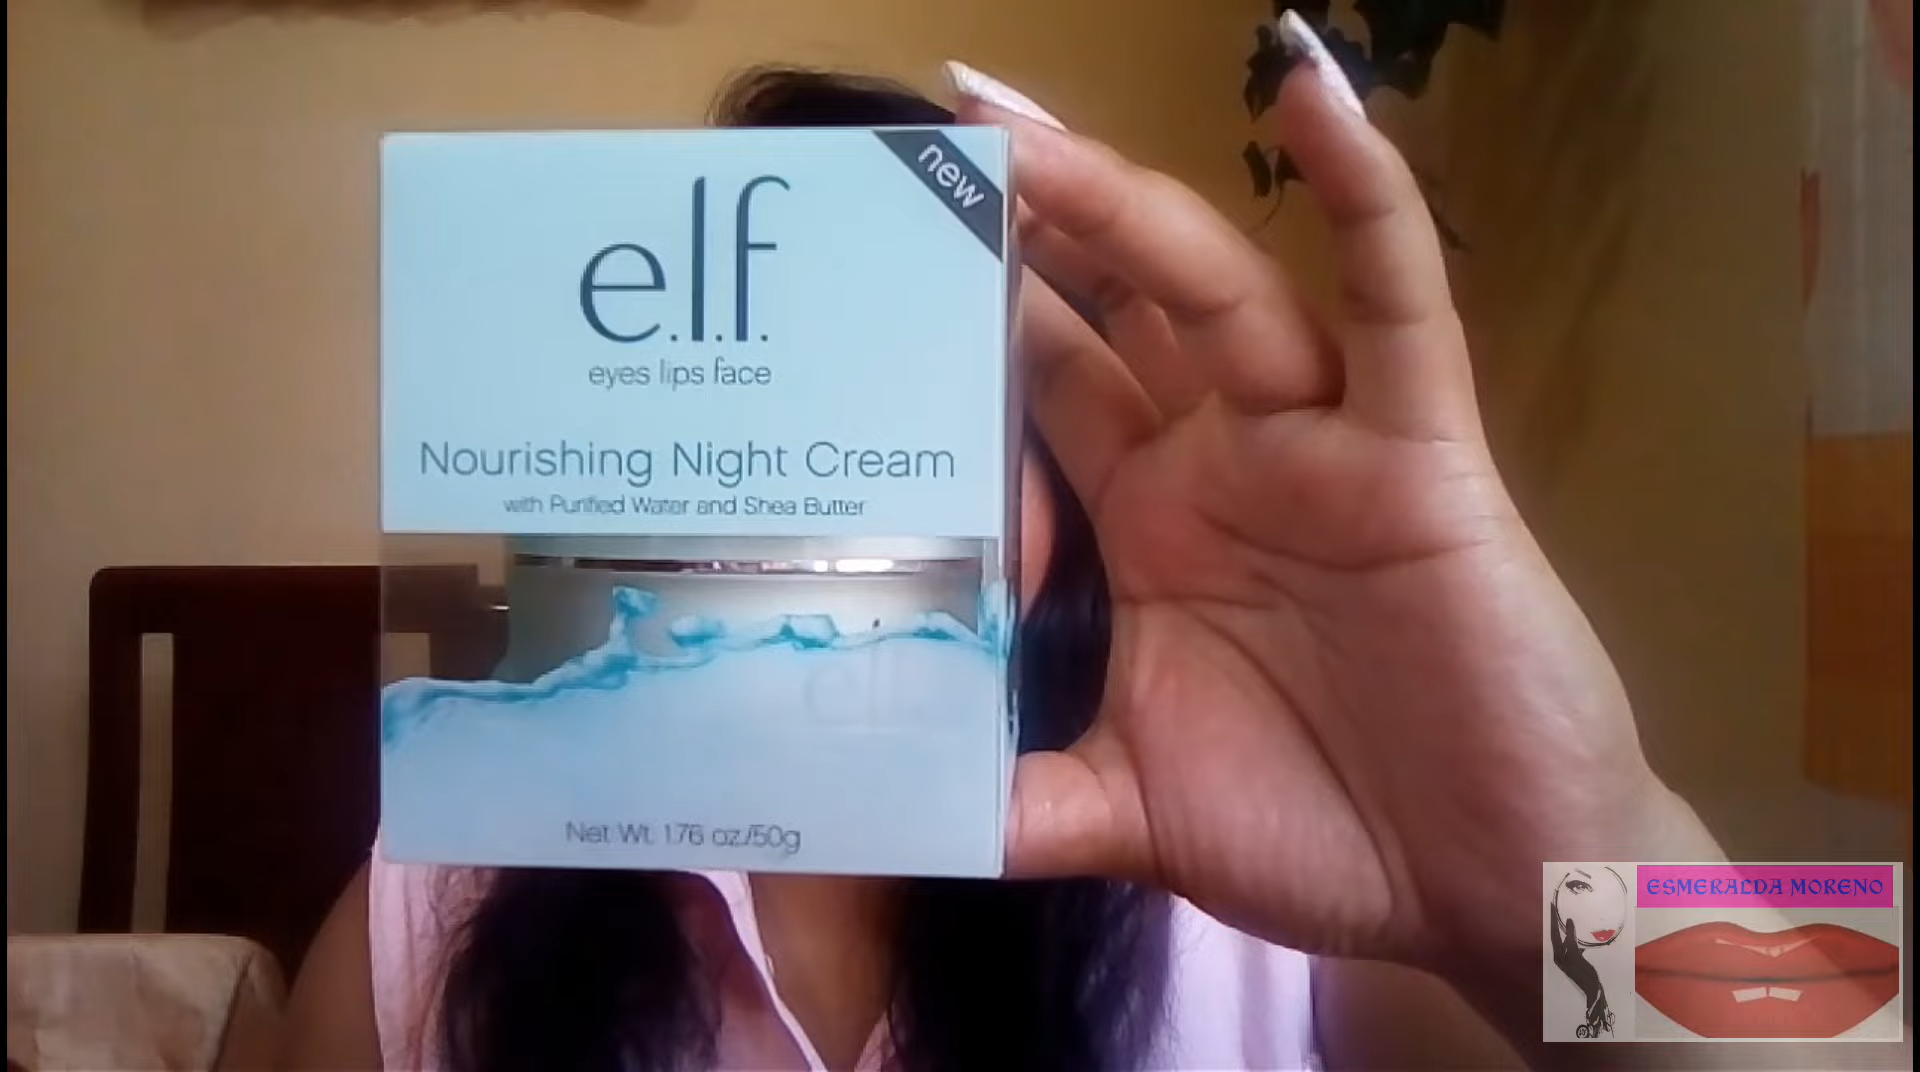 new
e.l.f.
eyes lips face
Nourishing Night Cream
with Purified Water and Shea Butter
e.l.f.
Net Wt. 1.76 oz./50g
ESMERALDA MORENO